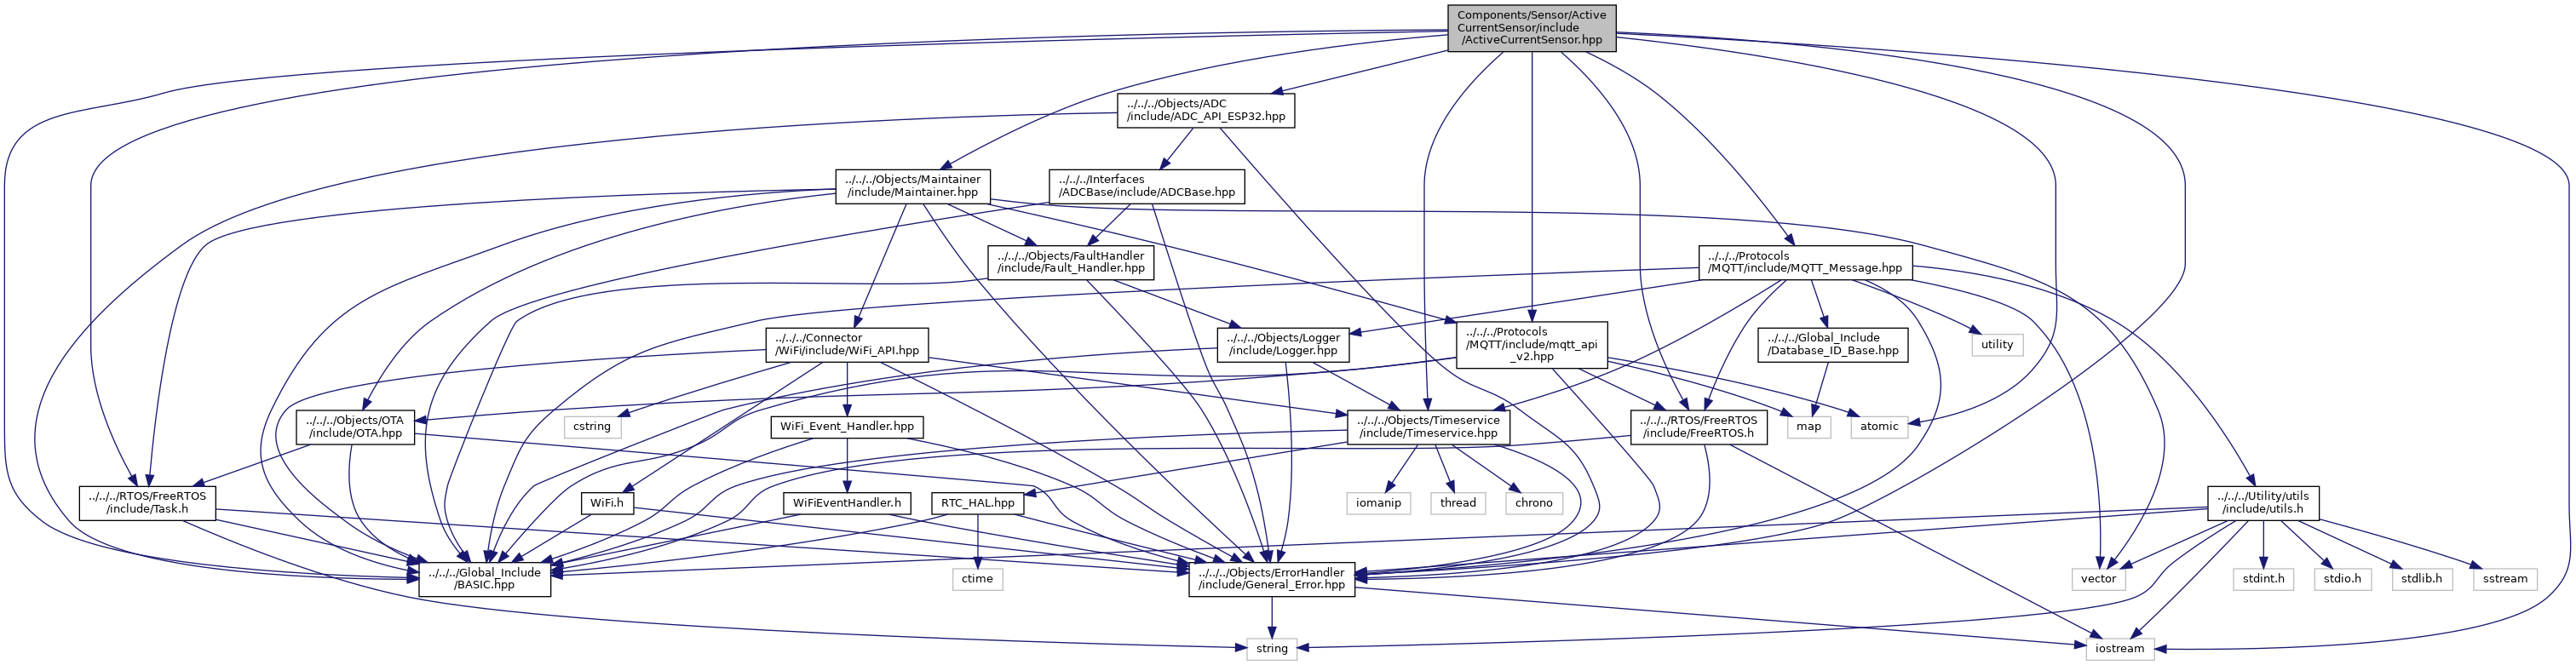 Components/Sensor/Active
CurrentSensor/include
/ActiveCurrentSensor.hpp
../../../Objects/ADC
/include/ADC_API_ESP32.hpp
../../../Objects/Maintainer
/include/Maintainer.hpp
../../../Interfaces
/ADCBase/include/ADCBase.hpp
../../../Objects/FaultHandler
/include/Fault_Handler.hpp
../../../Protocols
/MQTT/include/MQTT_Message.hpp
../../../Connector
/WiFi/include/WiFi_API.hpp
../../../Objects/Logger
/include/Logger.hpp
../../../Protocols
/MQTT/include/mqtt_api
_v2.hpp
../../../Global_Include
/Database_ID_Base.hpp
utility
../../../Objects/OTA
/include/OTA.hpp
cstring
WiFi_Event_Handler.hpp
../../../Objects/Timeservice
/include/Timeservice.hpp
../../../RTOS/FreeRTOS
/include/FreeRTOS.h
map
atomic
../../../RTOS/FreeRTOS
/include/Task.h
WiFi.h
WiFiEventHandler.h
RTC_HAL.hpp
iomanip
thread
chrono
../../../Utility/utils
/include/utils.h
../../../Global_Include
/BASIC.hpp
ctime
../../../Objects/ErrorHandler
/include/General_Error.hpp
vector
stdint.h
stdio.h
stdlib.h
sstream
string
iostream